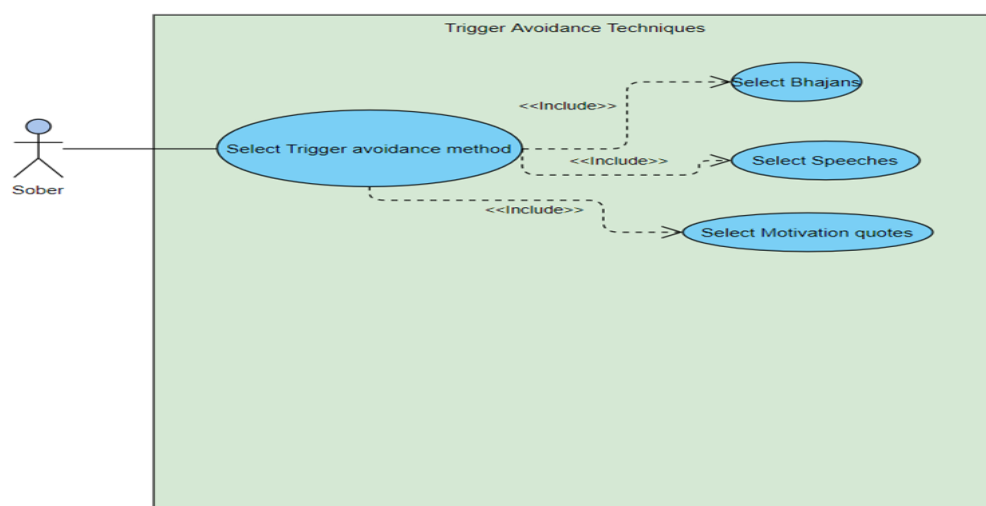 Trigger Avoidance Techniques
Select Bhajans
<<Include>>
Select Trigger avoidance method
<<Include>>
Select Speeches
Sober
<<Include>>
Select Motivation quotes